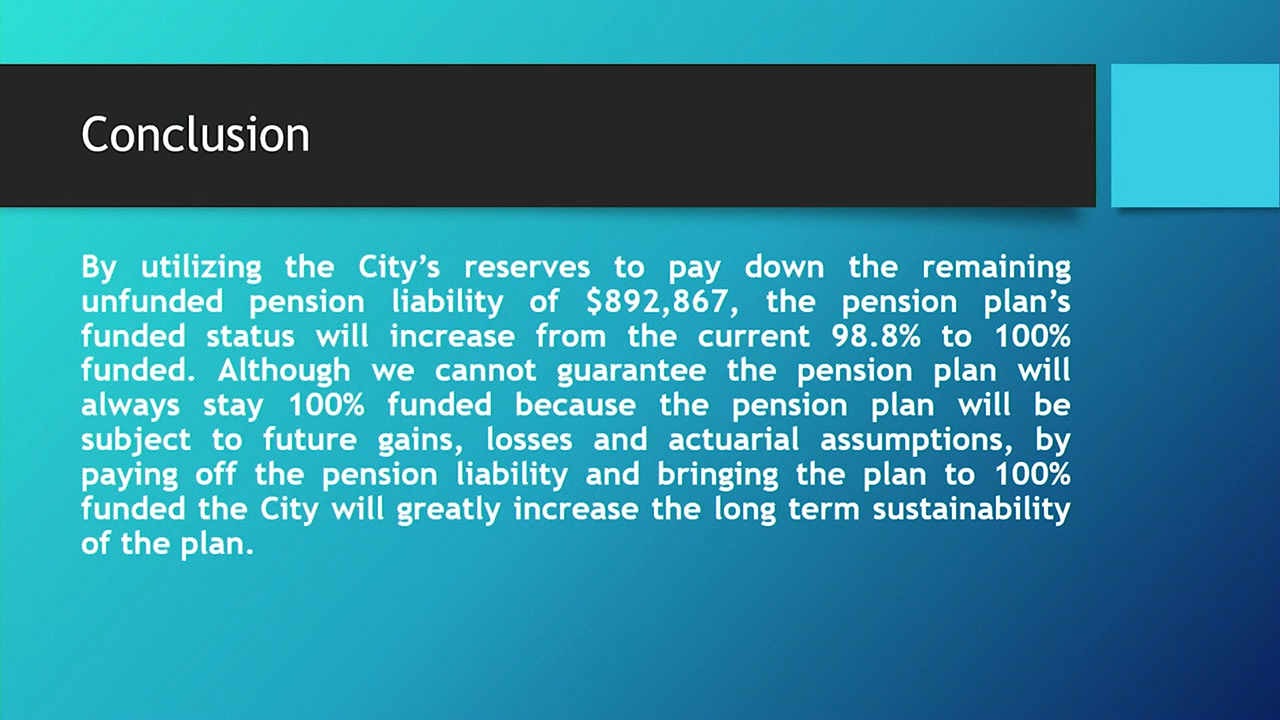 Conclusion
By utilizing the City’s reserves to pay down the remaining
unfunded pension liability of $892,867, the pension plan’s
funded status will increase from the current 98.8% to 100%
funded. Although we cannot guarantee the pension plan will
always stay 100% funded because the pension plan will be
subject to future gains, losses and actuarial assumptions, by
paying off the pension liability and bringing the plan to 100%
funded the City will greatly increase the long term sustainability
of the plan.